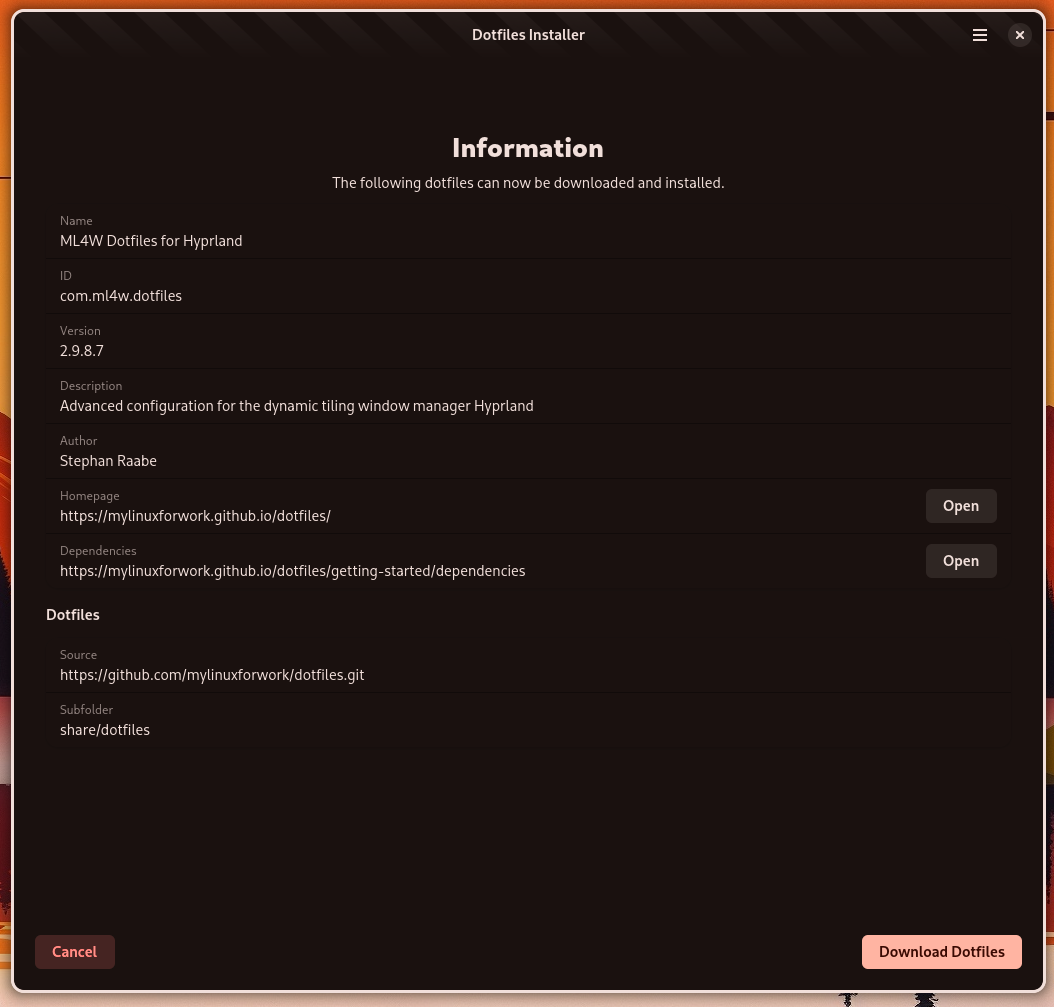 Dotfiles Installer
Information
The following dotfiles can now be downloaded and installed.
Name
ML4W Dotfiles for Hyprland
ID
com.ml4w.dotfiles
Version
2.9.8.7
Description
Advanced configuration for the dynamic tiling window manager Hyprland
Author
Stephan Raabe
Homepage
https://mylinuxforwork.github.io/dotfiles/
Open
Dependencies
https://mylinuxforwork.github.io/dotfiles/getting-started/dependencies
Open
Dotfiles
Source
https://github.com/mylinuxforwork/dotfiles.git
Subfolder
share/dotfiles
Cancel
Download Dotfiles